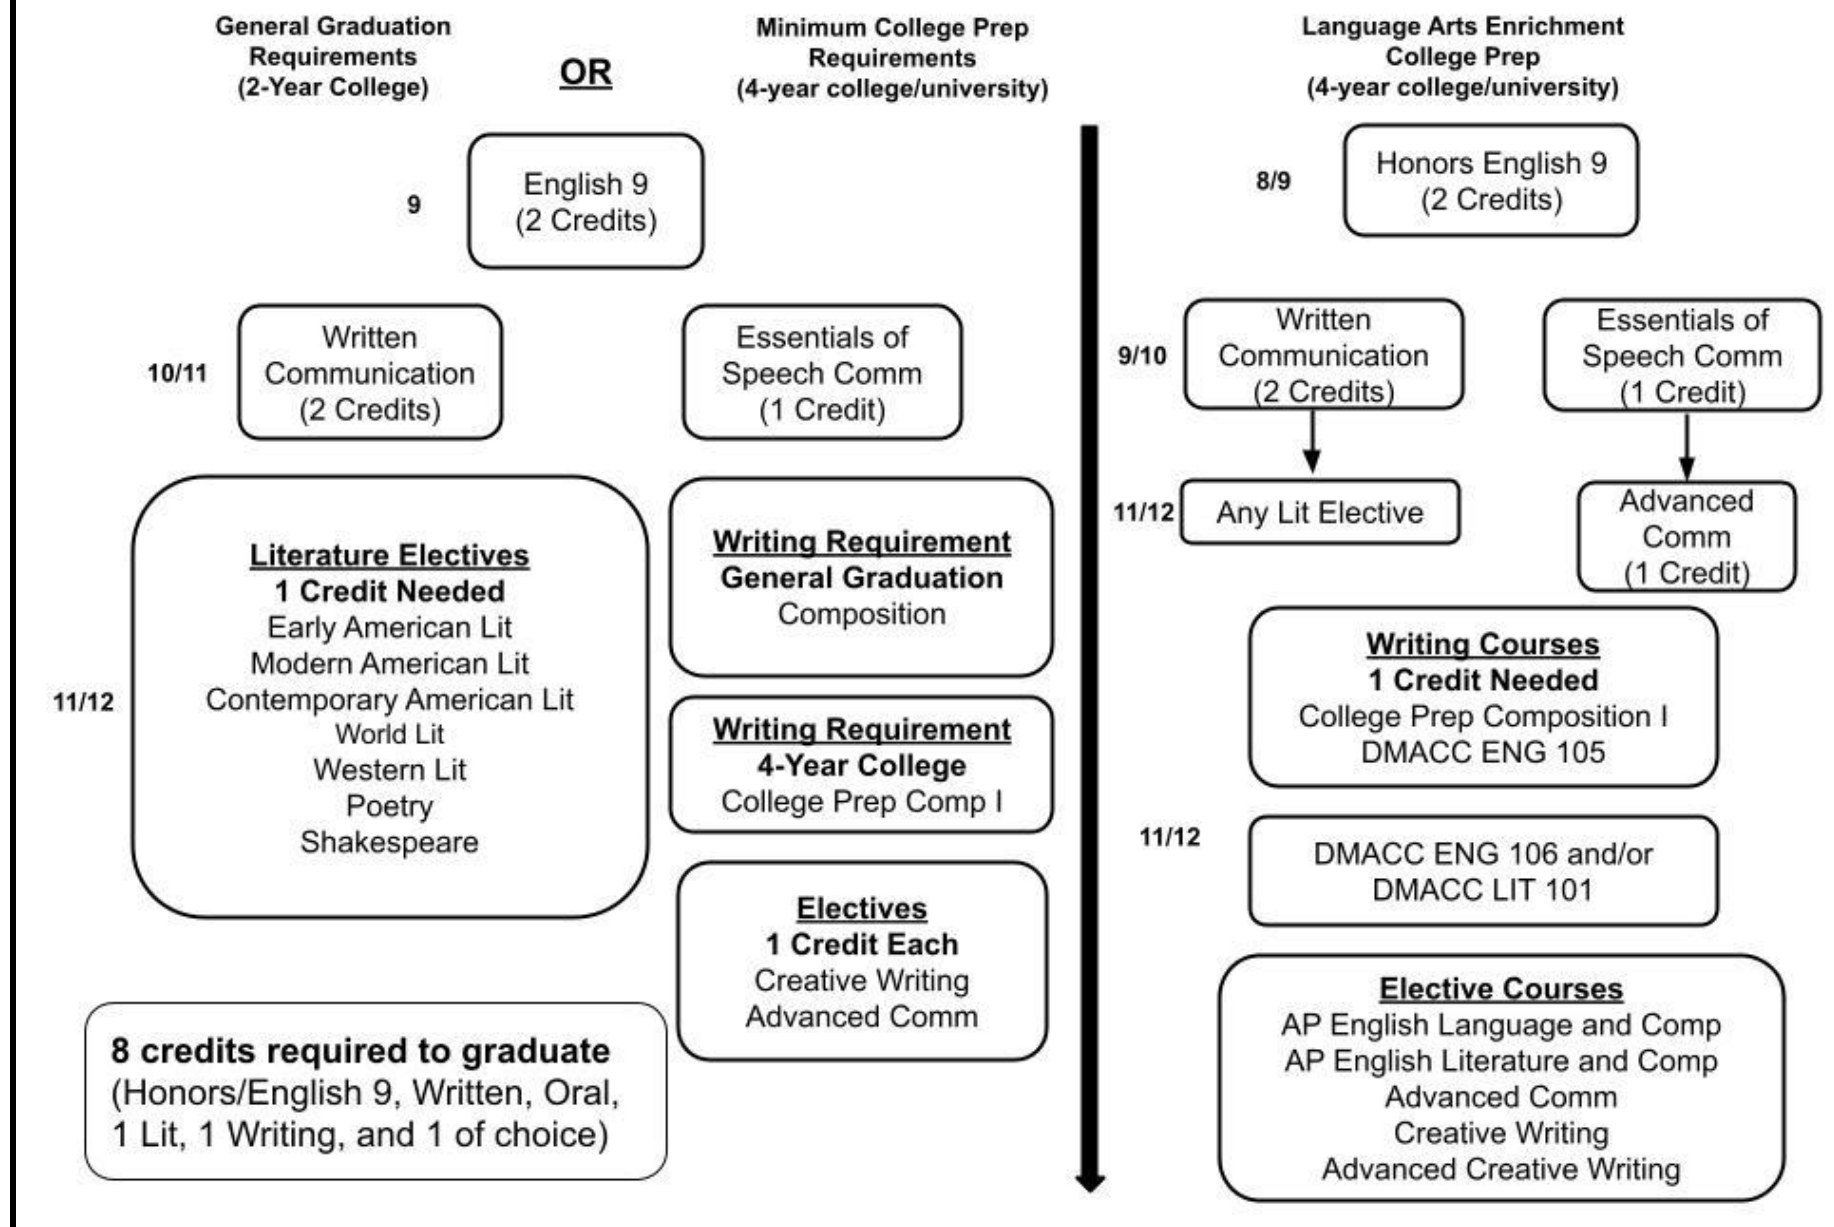 General Graduation
Requirements
(2-Year College)
OR
Minimum College Prep
Requirements
(4-year college/university)
9
English 9
(2 Credits)
10/11
Written
Communication
(2 Credits)
Essentials of
Speech Comm
(1 Credit)
11/12
Literature Electives
1 Credit Needed
Early American Lit
Modern American Lit
Contemporary American Lit
World Lit
Western Lit
Poetry
Shakespeare
Writing Requirement
General Graduation
Composition
Writing Requirement
4-Year College
College Prep Comp I
Electives
1 Credit Each
Creative Writing
Advanced Comm
8 credits required to graduate
(Honors/English 9, Written, Oral,
1 Lit, 1 Writing, and 1 of choice)
Language Arts Enrichment
College Prep
(4-year college/university)
8/9
Honors English 9
(2 Credits)
9/10
Written
Communication
(2 Credits)
Essentials of
Speech Comm
(1 Credit)
11/12
Any Lit Elective
Advanced
Comm
(1 Credit)
Writing Courses
1 Credit Needed
College Prep Composition I
DMACC ENG 105
11/12
DMACC ENG 106 and/or
DMACC LIT 101
Elective Courses
AP English Language and Comp
AP English Literature and Comp
Advanced Comm
Creative Writing
Advanced Creative Writing